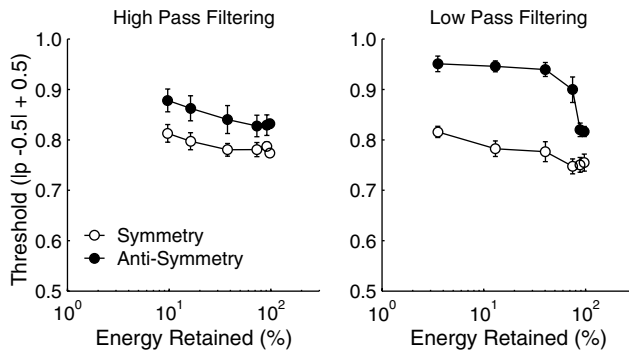 High Pass Filtering
Low Pass Filtering
Threshold (|p -0.5| + 0.5)
1.0
0.9
0.8
0.7
0.6
0.5
Symmetry
Anti-Symmetry
10^0
10^1
10^2
Energy Retained (%)
1.0
0.9
0.8
0.7
0.6
0.5
10^0
10^1
10^2
Energy Retained (%)